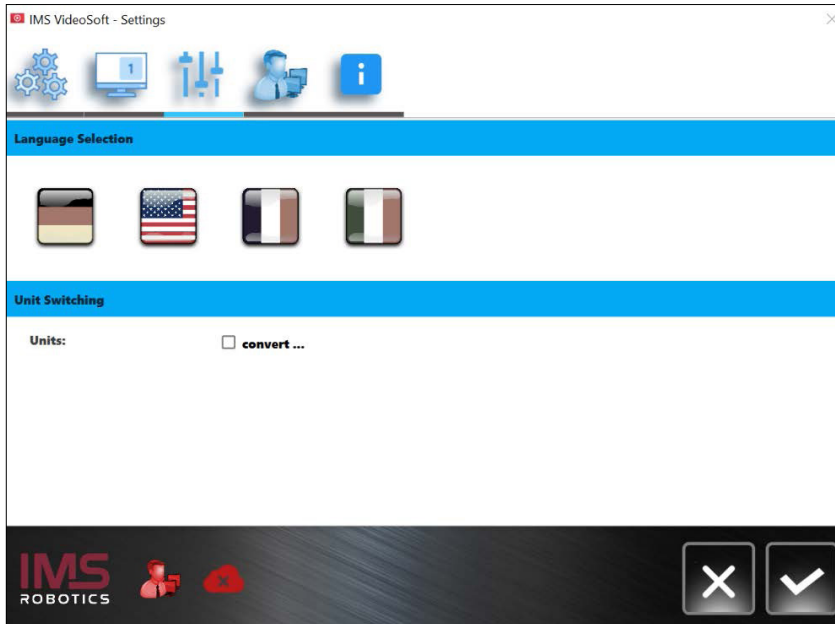 IMS VideoSoft - Settings
1
i
Language Selection
Unit Switching
Units:
convert ...
IMS
ROBOTICS